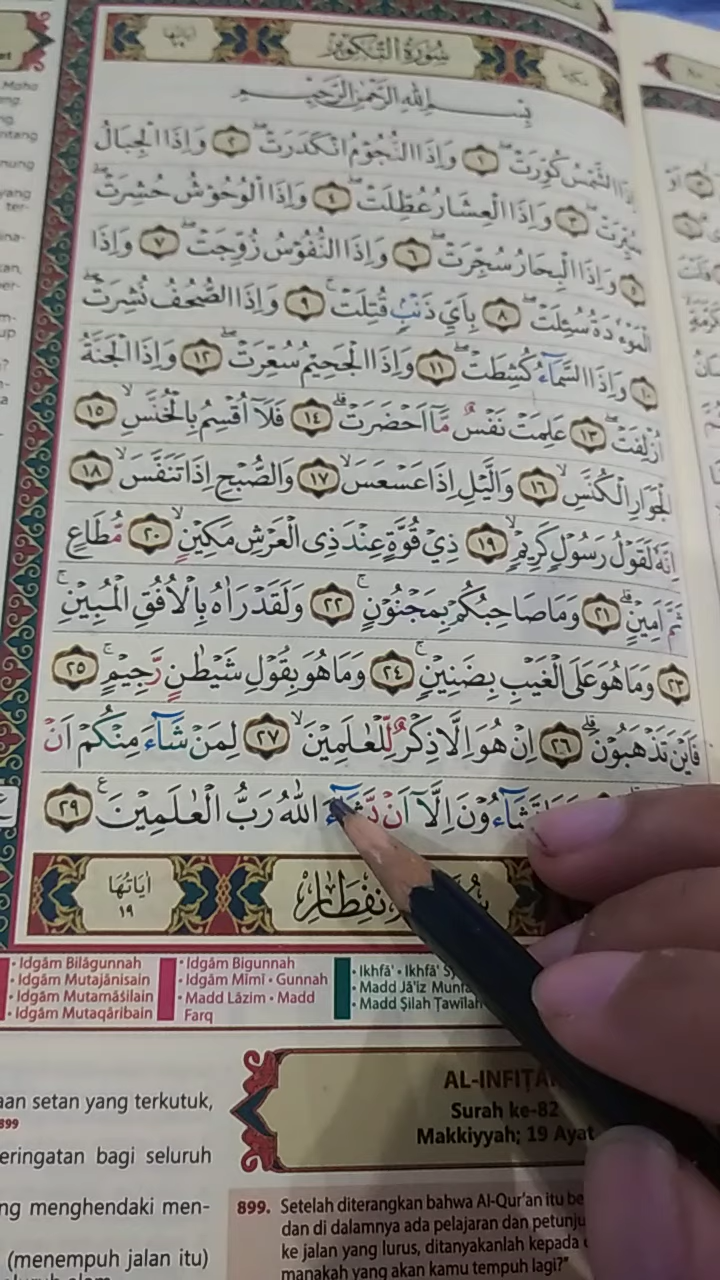 سُوْرَةُ التَّكْوِيْرِ
بِسْمِ اللّٰهِ الرَّحْمٰنِ الرَّحِيْمِ
اِذَا الشَّمْسُ كُوِّرَتْۖ ١ وَاِذَا النُّجُوْمُ انْكَدَرَتْۖ ٢ وَاِذَا الْجِبَالُ
سُيِّرَتْۖ ٣ وَاِذَا الْعِشَارُ عُطِّلَتْۖ ٤ وَاِذَا الْوُحُوْشُ حُشِرَتْۖ
٥ وَاِذَا الْبِحَارُ سُجِّرَتْۖ ٦ وَاِذَا النُّفُوْسُ زُوِّجَتْۖ ٧ وَاِذَا
الْمَوْءٗدَةُ سُىِٕلَتْۖ ٨ بِاَيِّ ذَنْۢبٍ قُتِلَتْۚ ٩ وَاِذَا الصُّحُفُ نُشِرَتْۖ
١٠ وَاِذَا السَّمَاۤءُ كُشِطَتْۖ ١١ وَاِذَا الْجَحِيْمُ سُعِّرَتْۖ ١٢ وَاِذَا الْجَنَّةُ
اُزْلِفَتْۖ ١٣ عَلِمَتْ نَفْسٌ مَّآ اَحْضَرَتْۗ ١٤ فَلَآ اُقْسِمُ بِالْخُنَّسِۙ ١٥
الْجَوَارِ الْكُنَّسِۙ ١٦ وَالَّيْلِ اِذَا عَسْعَسَۙ ١٧ وَالصُّبْحِ اِذَا تَنَفَّسَۙ ١٨
اِنَّهٗ لَقَوْلُ رَسُوْلٍ كَرِيْمٍۙ ١٩ ذِيْ قُوَّةٍ عِنْدَ ذِى الْعَرْشِ مَكِيْنٍۙ ٢٠ مُّطَاعٍ
ثَمَّ اَمِيْنٍۗ ٢١ وَمَا صَاحِبُكُمْ بِمَجْنُوْنٍۚ ٢٢ وَلَقَدْ رَاٰهُ بِالْاُفُقِ الْمُبِيْنِۚ
٢٣ وَمَا هُوَ عَلَى الْغَيْبِ بِضَنِيْنٍۚ ٢٤ وَمَا هُوَ بِقَوْلِ شَيْطٰنٍ رَّجِيْمٍۚ ٢٥
فَاَيْنَ تَذْهَبُوْنَۗ ٢٦ اِنْ هُوَ اِلَّا ذِكْرٌ لِّلْعٰلَمِيْنَۙ ٢٧ لِمَنْ شَاۤءَ مِنْكُمْ اَنْ
تَشَاۤءُوْنَ اِلَّآ اَنْ يَّشَاۤءَ اللّٰهُ رَبُّ الْعٰلَمِيْنَࣖ ٢٩
اٰيَاتُهَا
١٩
• Idgām Bilāgunnah
• Idgām Mutajānisain
• Idgām Mutamāṡilain
• Idgām Mutaqāribain
• Idgām Bigunnah
• Idgām Mīmī • Gunnah
• Madd Lāzim • Madd
Farq
• Ikhfā' • Ikhfā'
• Madd Jā'iz
• Madd Ṣilah Ṭawīlah
aan setan yang terkutuk,
899
eringatan bagi seluruh
ng menghendaki men-
(menempuh jalan itu)
AL-INFIṬĀ
Surah ke-82
Makkiyyah; 19 Ayat
899. Setelah diterangkan bahwa Al-Qur'an itu be
dan di dalamnya ada pelajaran dan petunju
ke jalan yang lurus, ditanyakanlah kepada
manakah yang akan kamu tempuh lagi?"